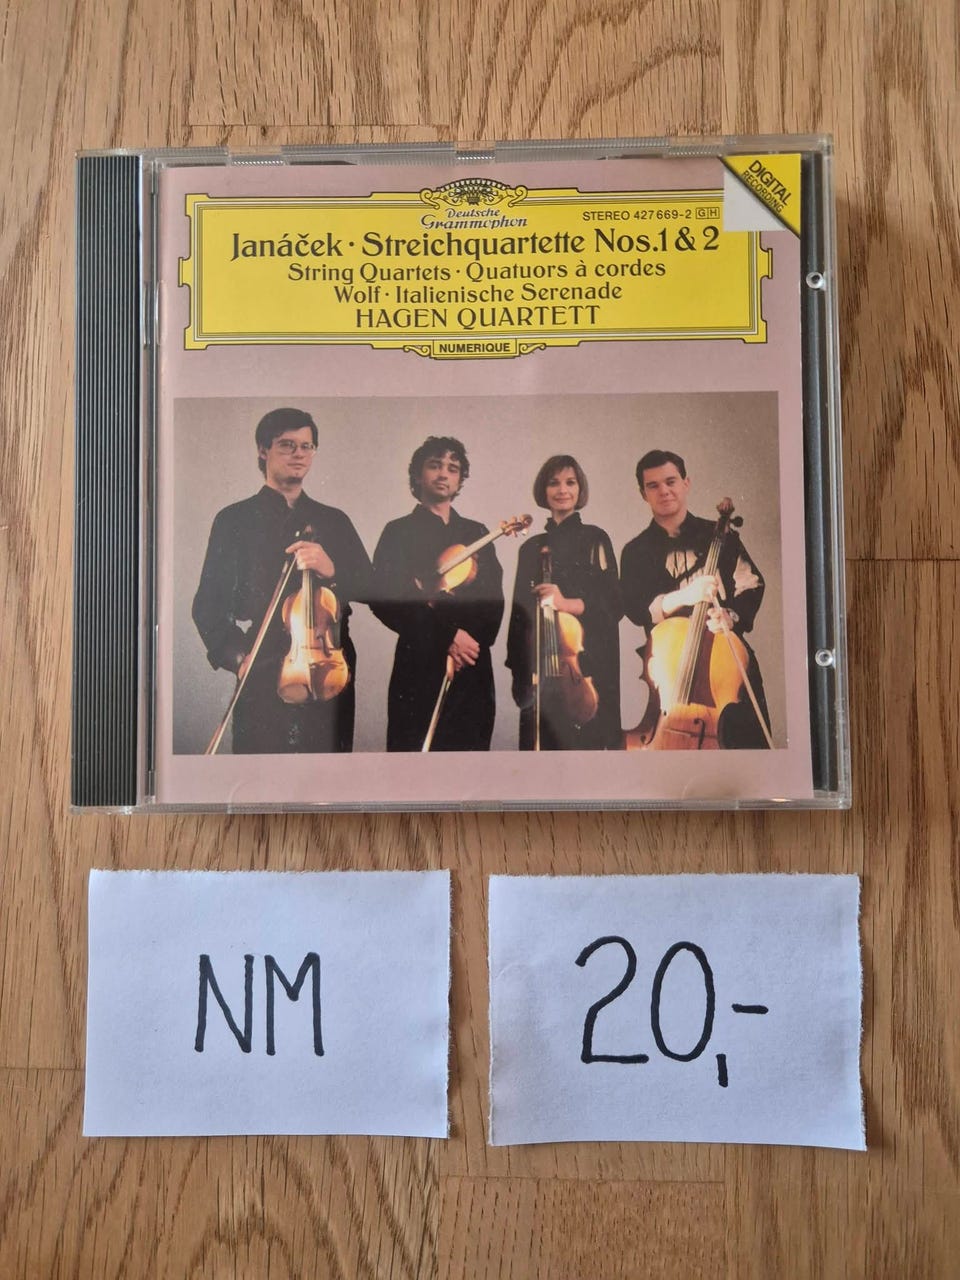 DIGITAL
RECORDING
Deutsche
Grammophon
STEREO 427 669-2 GH
Janáček · Streichquartette Nos. 1 & 2
String Quartets · Quatuors à cordes
Wolf · Italienische Serenade
HAGEN QUARTETT
NUMERIQUE
NM
20,-